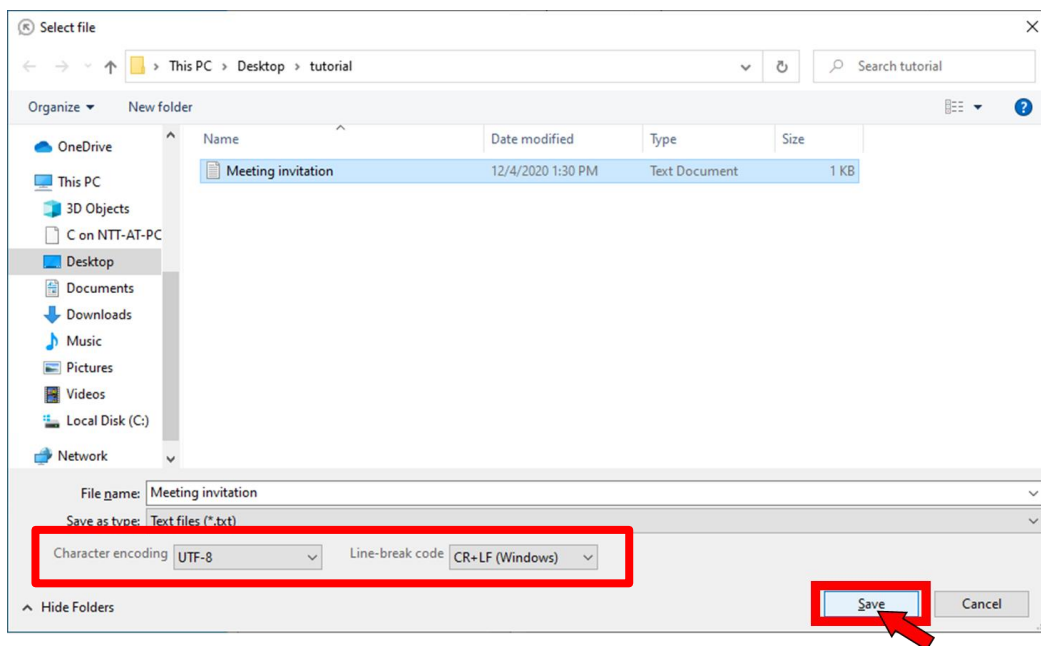 Select file
This PC > Desktop > tutorial
Search tutorial
Organize
New folder
Name
Date modified
Type
Size
Meeting invitation
12/4/2020 1:30 PM
Text Document
1 KB
OneDrive
This PC
3D Objects
C on NTT-AT-PC
Desktop
Documents
Downloads
Music
Pictures
Videos
Local Disk (C:)
Network
File name: Meeting invitation
Save as type: Text files (*.txt)
Character encoding UTF-8 Line-break code CR+LF (Windows)
Hide Folders
Save
Cancel